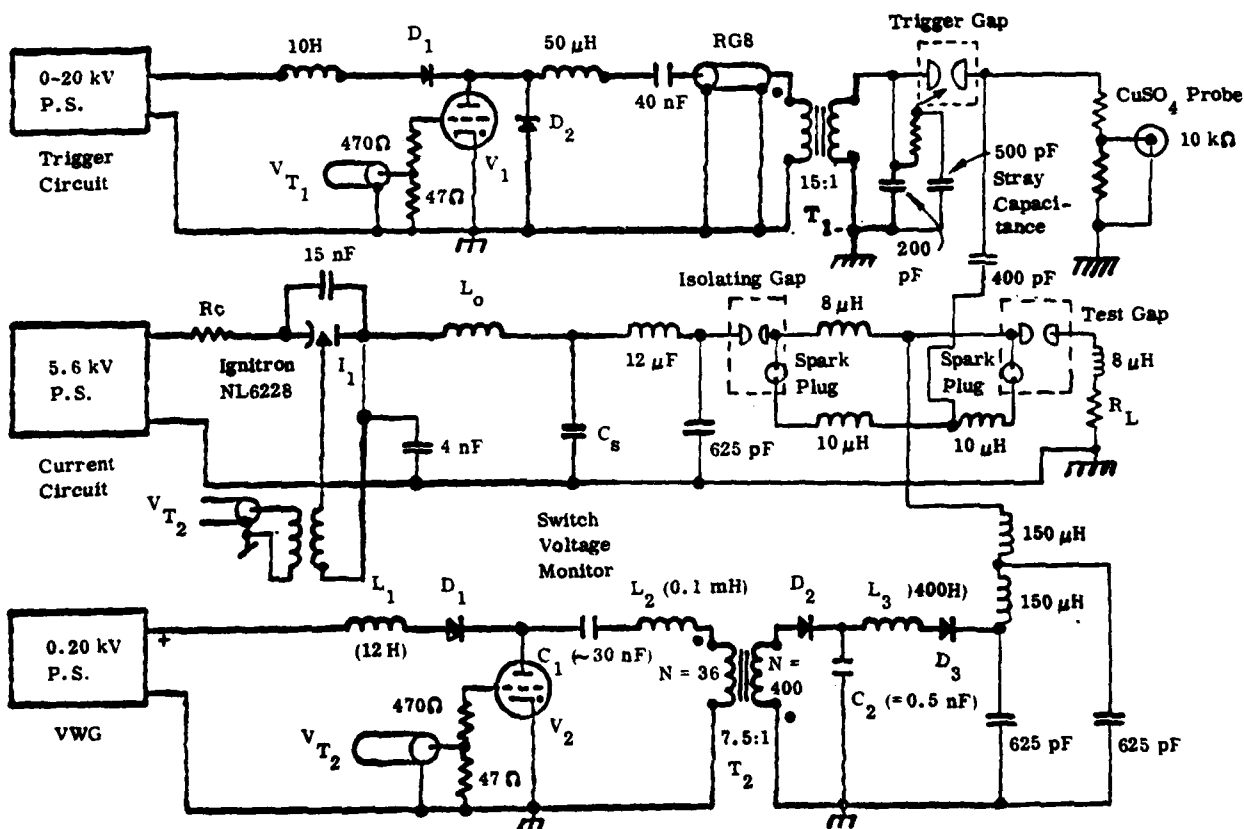 Trigger Gap
0-20 kV
P.S.
Trigger
Circuit
10H
D1
50 μH
40 nF
RG8
D2
470Ω
47Ω
VT1
V1
15:1
T1
200
pF
500 pF
Stray
Capaci-
tance
CuSO4 Probe
10 kΩ
400 pF
15 nF
5.6 kV
P.S.
Current
Circuit
Rc
Ignitron
NL6228
I1
Lo
4 nF
Cs
12 μF
625 pF
Isolating Gap
8 μH
Spark
Plug
10 μH
Spark
Plug
10 μH
Test Gap
8 μH
RL
VT2
Switch
Voltage
Monitor
150 μH
150 μH
0.20 kV
P.S.
+
VWG
L1
(12 H)
D1
C1 (~30 nF)
L2 (0.1 mH)
470Ω
47 Ω
VT2
V2
N = 36
N =
400
7.5:1
T2
D2
L3 )400H)
D3
C2 (=0.5 nF)
625 pF
625 pF